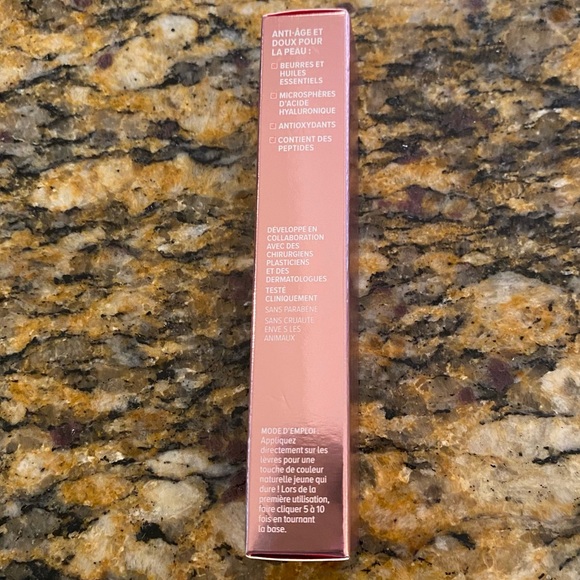 ANTI-ÂGE ET
DOUX POUR
LA PEAU :
BEURRES ET
HUILES
ESSENTIELS
MICROSPHÈRES
D'ACIDE
HYALURONIQUE
ANTIOXYDANTS
CONTIENT DES
PEPTIDES
DÉVELOPPÉ EN
COLLABORATION
AVEC DES
CHIRURGIENS
PLASTICIENS
ET DES
DERMATOLOGUES
TESTÉ
CLINIQUEMENT
SANS PARABÈNE
SANS CRUAUTÉ
ENVE S LES
ANIMAUX
MODE D'EMPLOI :
Appliquez
directement sur les
lèvres pour une
touche de couleur
naturelle jeune qui
dure ! Lors de la
première utilisation,
faire cliquer 5 à 10
fois en tournant
la base.